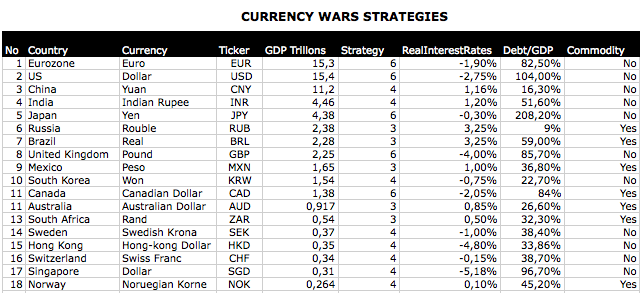 CURRENCY WARS STRATEGIES
No Country Currency Ticker GDP Trillons Strategy RealInterestRates Debt/GDP Commodity
1 Eurozone Euro EUR 15,3 6 -1,90% 82,50% No
2 US Dollar USD 15,4 6 -2,75% 104,00% No
3 China Yuan CNY 11,2 4 1,16% 16,30% No
4 India Indian Rupee INR 4,46 4 1,20% 51,60% No
5 Japan Yen JPY 4,38 6 -0,30% 208,20% No
6 Russia Rouble RUB 2,38 3 3,25% 9% Yes
7 Brazil Real BRL 2,28 3 3,25% 59,00% Yes
8 United Kingdom Pound GBP 2,25 6 -4,00% 85,70% No
9 Mexico Peso MXN 1,65 3 1,00% 36,80% Yes
10 South Korea Won KRW 1,54 4 -0,75% 22,70% No
11 Canada Canadian Dollar CAD 1,38 6 -2,05% 84% Yes
11 Australia Australian Dollar AUD 0,917 3 0,85% 26,60% Yes
13 South Africa Rand ZAR 0,54 3 0,50% 32,30% Yes
14 Sweden Swedish Krona SEK 0,37 4 -1,00% 38,40% No
15 Hong Kong Hong-kong Dollar HKD 0,35 4 -4,80% 33,86% No
16 Switzerland Swiss Franc CHF 0,34 4 -0,15% 38,70% No
17 Singapore Dollar SGD 0,31 4 -5,18% 96,70% No
18 Norway Noruegian Korne NOK 0,264 4 0,10% 45,20% Yes